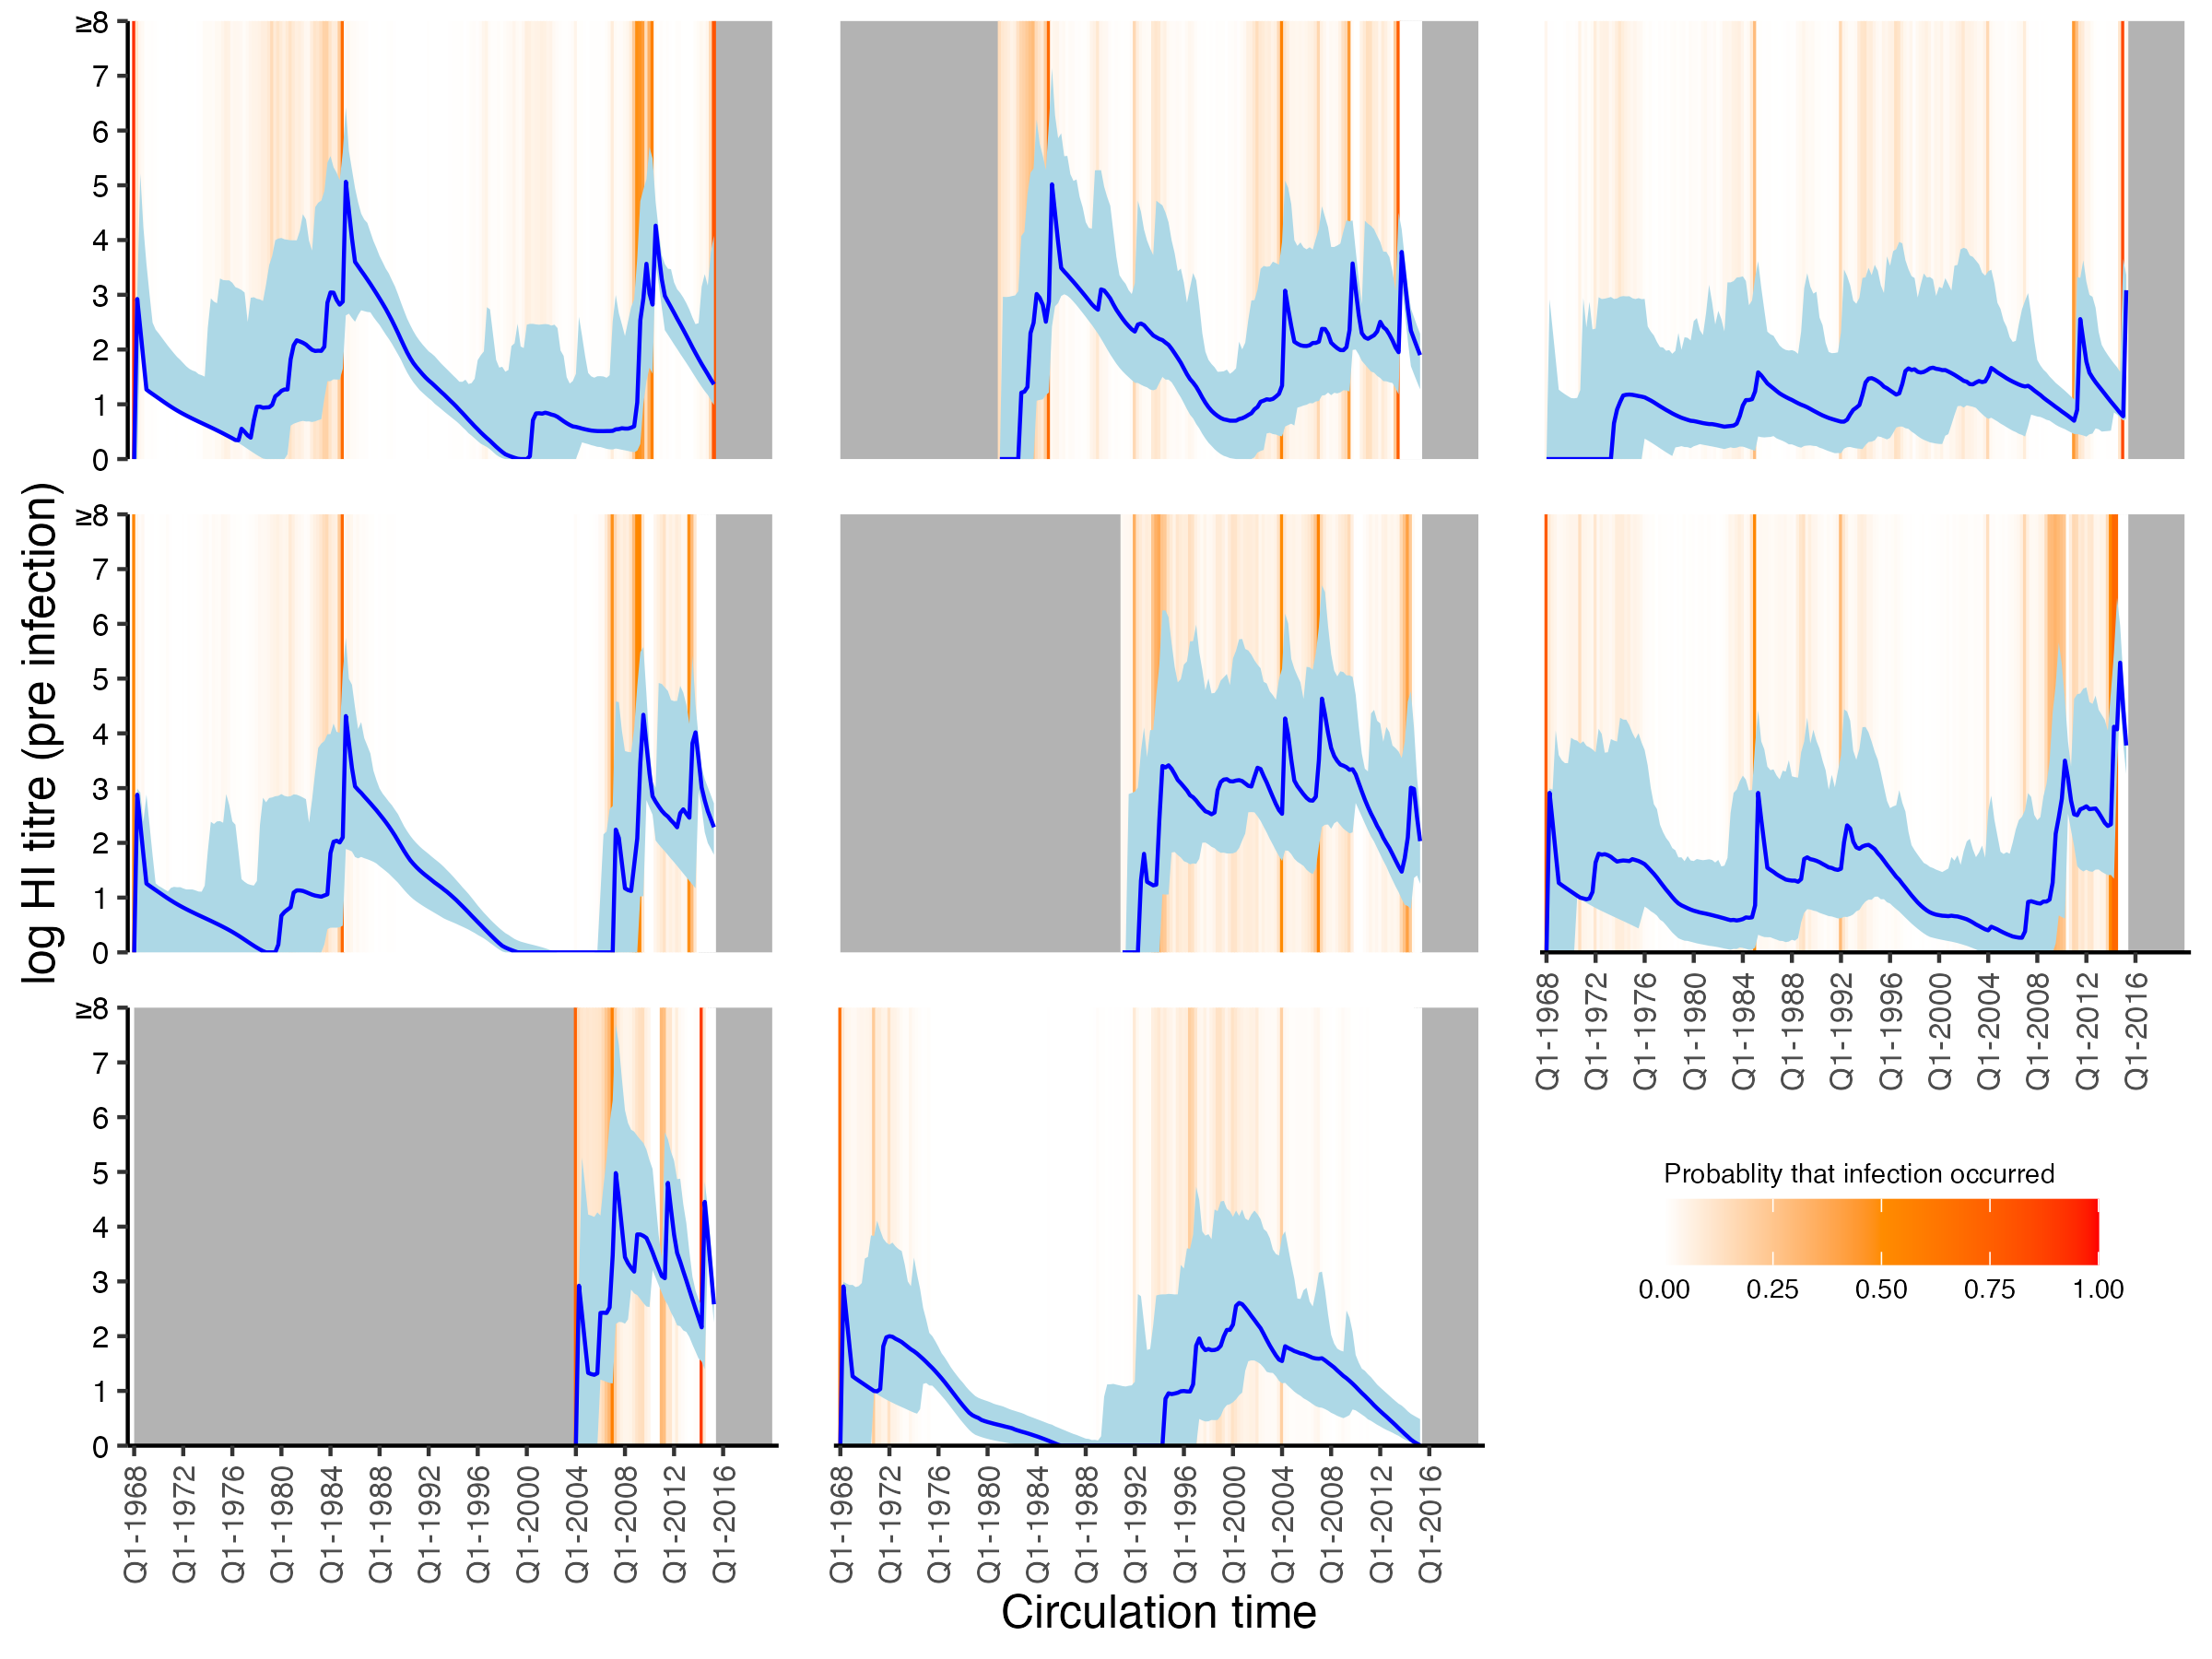 ≥8
7
6
5
4
3
2
1
0
≥8
7
6
5
4
3
2
1
0
≥8
7
6
5
4
3
2
1
0
log HI titre (pre infection)
Q1-1968
Q1-1972
Q1-1976
Q1-1980
Q1-1984
Q1-1988
Q1-1992
Q1-1996
Q1-2000
Q1-2004
Q1-2008
Q1-2012
Q1-2016
Probablity that infection occurred
0.00 0.25 0.50 0.75 1.00
Q1-1968
Q1-1972
Q1-1976
Q1-1980
Q1-1984
Q1-1988
Q1-1992
Q1-1996
Q1-2000
Q1-2004
Q1-2008
Q1-2012
Q1-2016
Q1-1968
Q1-1972
Q1-1976
Q1-1980
Q1-1984
Q1-1988
Q1-1992
Q1-1996
Q1-2000
Q1-2004
Q1-2008
Q1-2012
Q1-2016
Circulation time